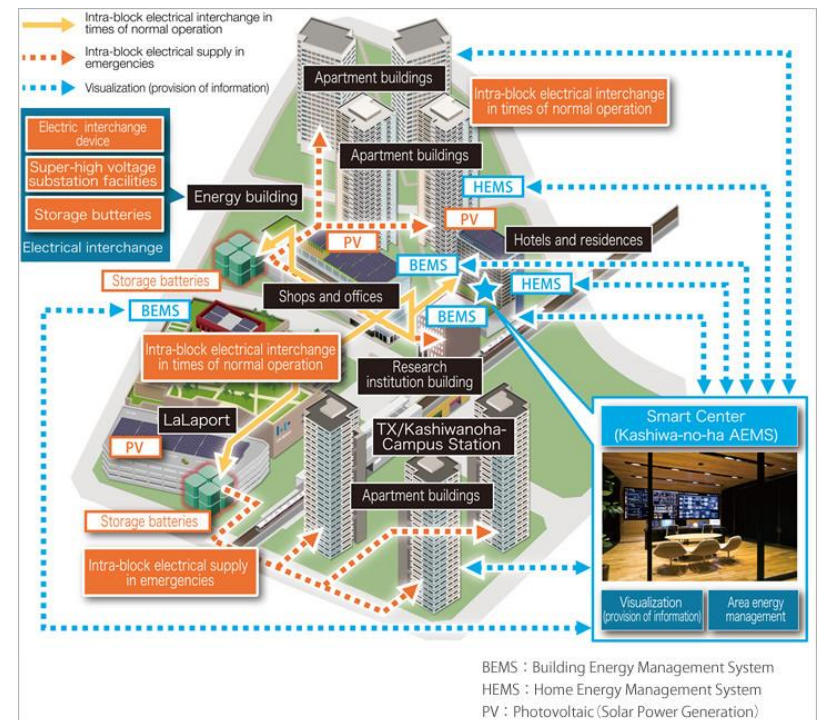 Intra-block electrical interchange in
times of normal operation
Intra-block electrical supply in
emergencies
Visualization (provision of information)
Electric interchange
device
Super-high voltage
substation facilities
Storage butteries
Electrical interchange
Energy building
Apartment buildings
Intra-block electrical interchange
in times of normal operation
Apartment buildings
HEMS
PV
PV
Hotels and residences
BEMS
HEMS
Storage batteries
Shops and offices
BEMS
BEMS
Intra-block electrical interchange
in times of normal operation
Research
institution building
LaLaport
TX/Kashiwanoha-
Campus Station
PV
Apartment buildings
Storage batteries
Intra-block electrical supply
in emergencies
Smart Center
(Kashiwa-no-ha AEMS)
Visualization
(provision of information)
Area energy
management
BEMS : Building Energy Management System
HEMS : Home Energy Management System
PV : Photovoltaic (Solar Power Generation)